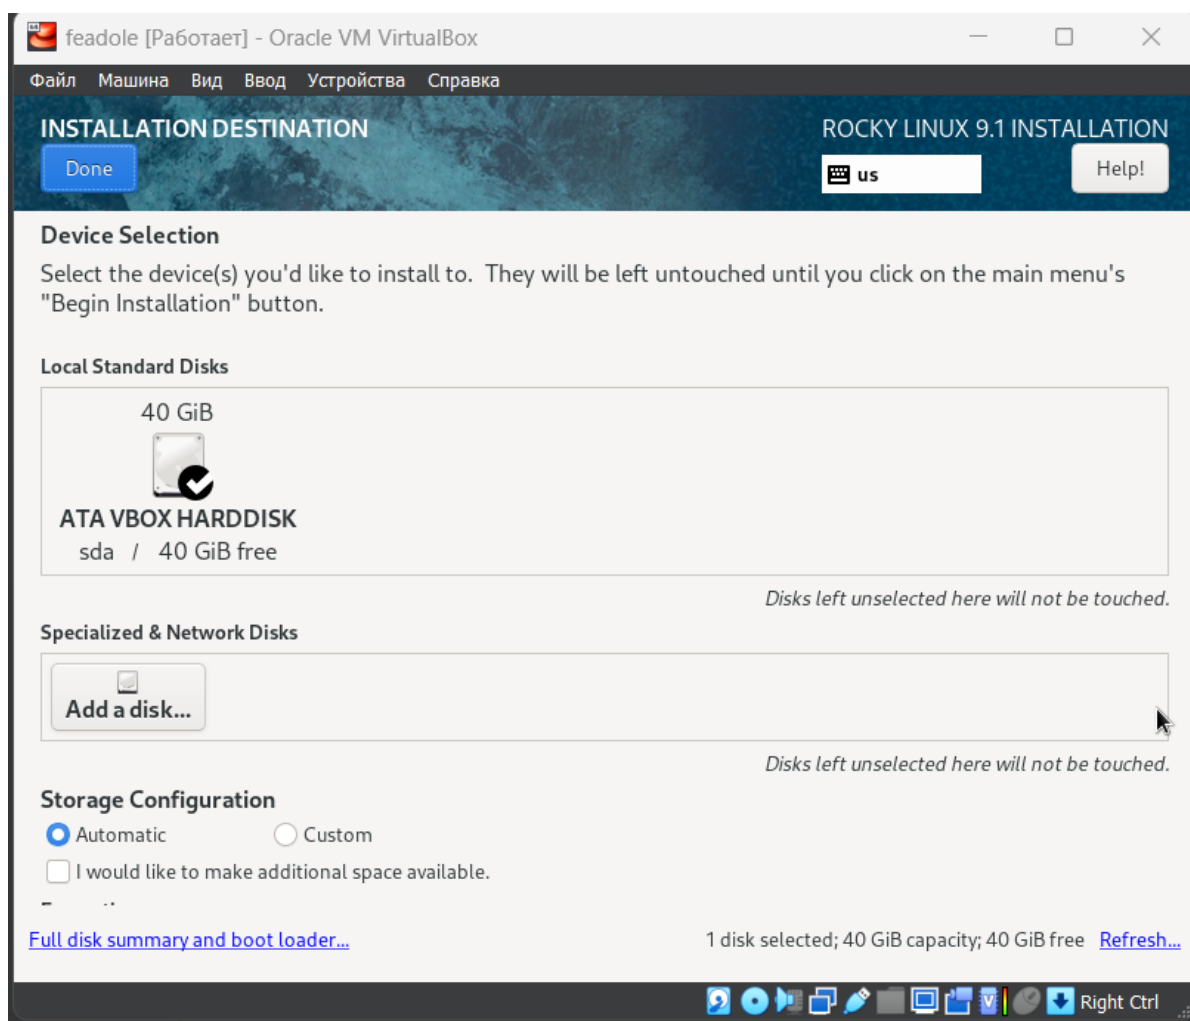 feadole [Работает] - Oracle VM VirtualBox
Файл Машина Вид Ввод Устройства Справка
INSTALLATION DESTINATION
ROCKY LINUX 9.1 INSTALLATION
Done
us
Help!
Device Selection
Select the device(s) you'd like to install to. They will be left untouched until you click on the main menu's
"Begin Installation" button.
Local Standard Disks
40 GiB
ATA VBOX HARDDISK
sda / 40 GiB free
Disks left unselected here will not be touched.
Specialized & Network Disks
Add a disk...
Disks left unselected here will not be touched.
Storage Configuration
Automatic Custom
I would like to make additional space available.
Full disk summary and boot loader...
1 disk selected; 40 GiB capacity; 40 GiB free Refresh...
Right Ctrl